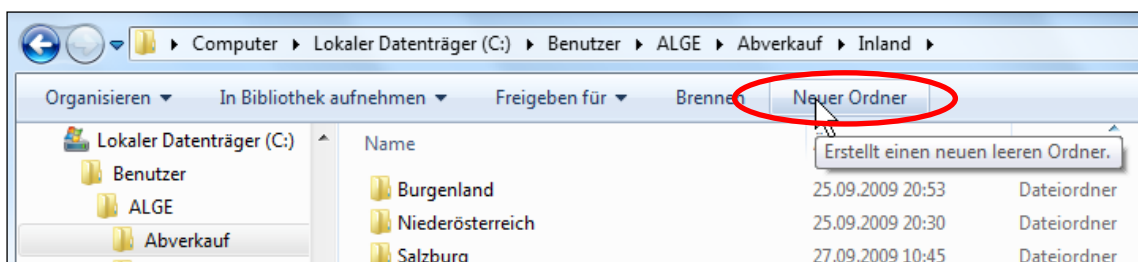 Computer Lokaler Datenträger (C:) Benutzer ALGE Abverkauf Inland
Organisieren In Bibliothek aufnehmen Freigeben für Brennen Neuer Ordner
Lokaler Datenträger (C:) Name
Erstellt einen neuen leeren Ordner.
Benutzer Burgenland 25.09.2009 20:53 Dateiordner
ALGE Niederösterreich 25.09.2009 20:30 Dateiordner
Abverkauf Salzburg 27.09.2009 10:45 Dateiordner